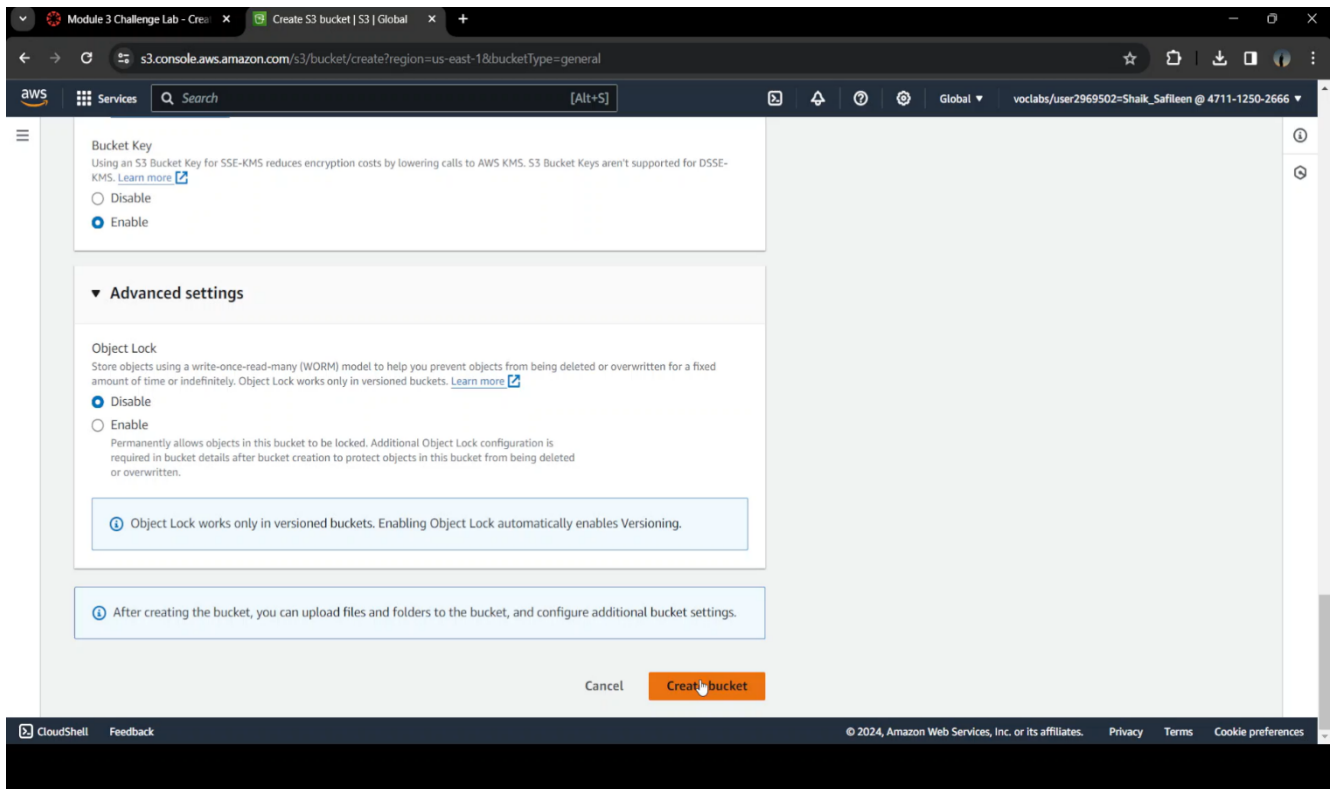 Module 3 Challenge Lab - Crea
Create S3 bucket | S3 | Global
s3.console.aws.amazon.com/s3/bucket/create?region=us-east-1&bucketType=general
aws
Services
Search
[Alt+S]
Global
voclabs/user2969502=Shaik_Safileen @ 4711-1250-2666
Bucket Key
Using an S3 Bucket Key for SSE-KMS reduces encryption costs by lowering calls to AWS KMS. S3 Bucket Keys aren't supported for DSSE-
KMS. Learn more
Disable
Enable
Advanced settings
Object Lock
Store objects using a write-once-read-many (WORM) model to help you prevent objects from being deleted or overwritten for a fixed
amount of time or indefinitely. Object Lock works only in versioned buckets. Learn more
Disable
Enable
Permanently allows objects in this bucket to be locked. Additional Object Lock configuration is
required in bucket details after bucket creation to protect objects in this bucket from being deleted
or overwritten.
Object Lock works only in versioned buckets. Enabling Object Lock automatically enables Versioning.
After creating the bucket, you can upload files and folders to the bucket, and configure additional bucket settings.
Cancel
Create bucket
CloudShell
Feedback
© 2024, Amazon Web Services, Inc. or its affiliates.
Privacy
Terms
Cookie preferences